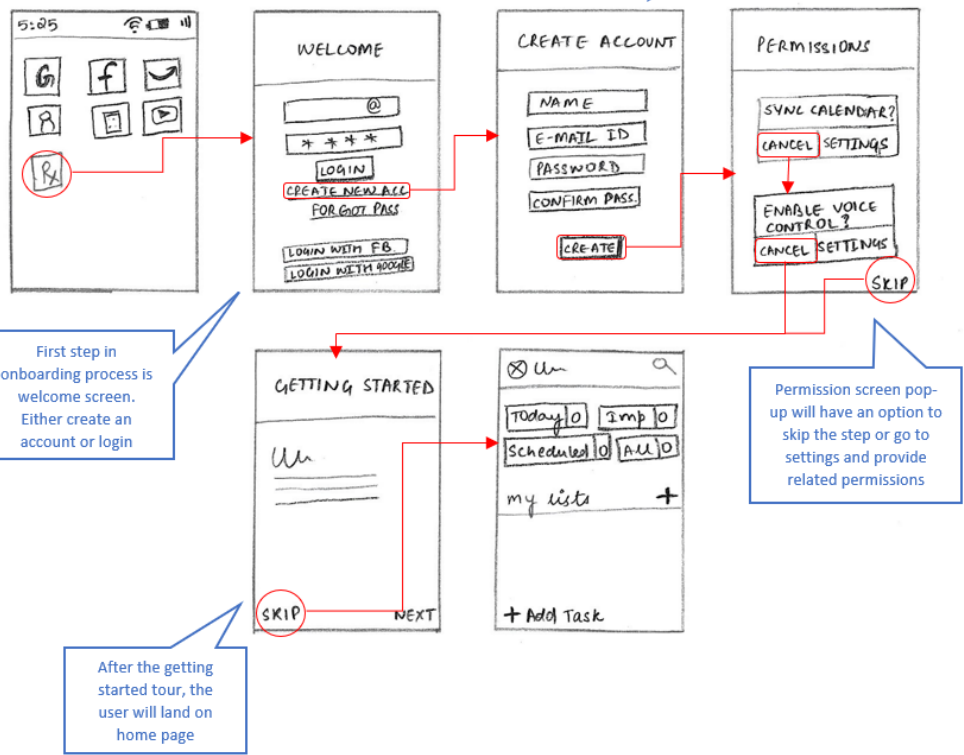 5:25
G f
Rx
WELCOME
@
* * * *
LOGIN
CREATE NEW ACC
FORGOT PASS
LOGIN WITH FB.
LOGIN WITH GOOGLE
CREATE ACCOUNT
NAME
E-MAIL ID
PASSWORD
CONFIRM PASS.
CREATE
PERMISSIONS
SYNC CALENDAR?
CANCEL SETTINGS
ENABLE VOICE
CONTROL?
CANCEL SETTINGS
SKIP
First step in
onboarding process is
welcome screen.
Either create an
account or login
Permission screen pop-
up will have an option to
skip the step or go to
settings and provide
related permissions
GETTING STARTED
SKIP NEXT
Today 0 Imp 0
Scheduled 0 All 0
my lists +
+ Add Task
After the getting
started tour, the
user will land on
home page